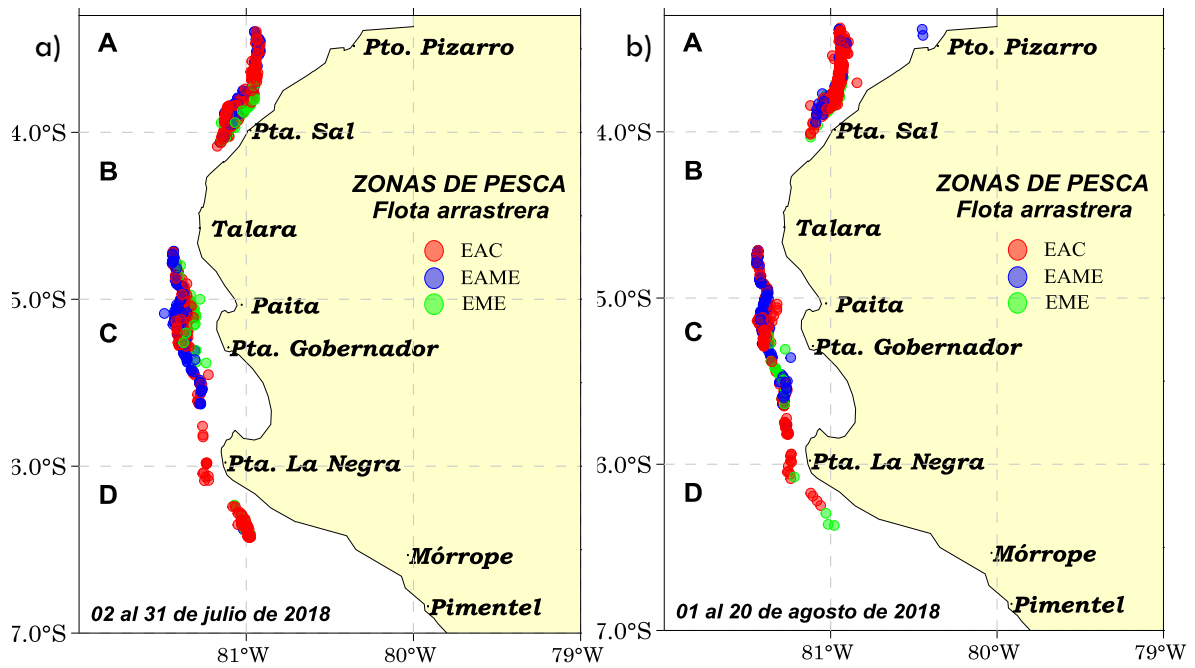 a)
A
Pto. Pizarro
4.0°S
Pta. Sal
B
ZONAS DE PESCA
Flota arrastrera
Talara
EAC
EAME
EME
5.0°S
Paita
C
Pta. Gobernador
6.0°S
Pta. La Negra
D
Mórrope
02 al 31 de julio de 2018
Pimentel
7.0°S
81°W
80°W
79°W
b)
A
Pto. Pizarro
4.0°S
Pta. Sal
B
ZONAS DE PESCA
Flota arrastrera
Talara
EAC
EAME
EME
5.0°S
Paita
C
Pta. Gobernador
6.0°S
Pta. La Negra
D
Mórrope
01 al 20 de agosto de 2018
Pimentel
7.0°S
81°W
80°W
79°W